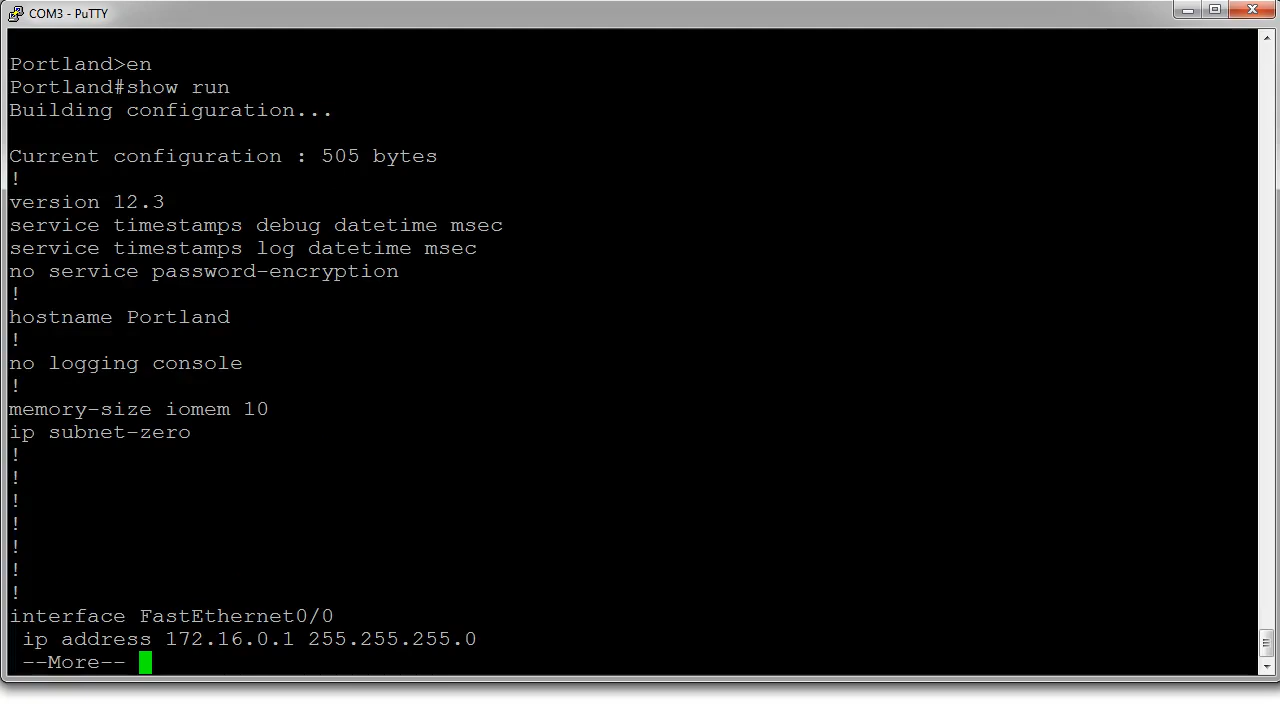 COM3 - PuTTY
Portland>en
Portland#show run
Building configuration...
Current configuration : 505 bytes
!
version 12.3
service timestamps debug datetime msec
service timestamps log datetime msec
no service password-encryption
!
hostname Portland
!
no logging console
!
memory-size iomem 10
ip subnet-zero
!
!
!
!
!
!
!
interface FastEthernet0/0
 ip address 172.16.0.1 255.255.255.0
 --More--